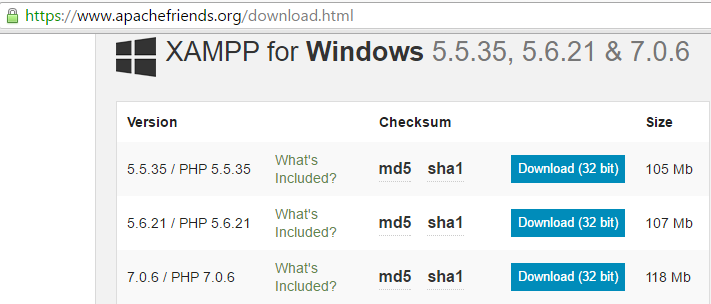 https://www.apachefriends.org/download.html
XAMPP for Windows 5.5.35, 5.6.21 & 7.0.6
Version Checksum Size
5.5.35 / PHP 5.5.35 What's Included? md5 sha1 Download (32 bit) 105 Mb
5.6.21 / PHP 5.6.21 What's Included? md5 sha1 Download (32 bit) 107 Mb
7.0.6 / PHP 7.0.6 What's Included? md5 sha1 Download (32 bit) 118 Mb